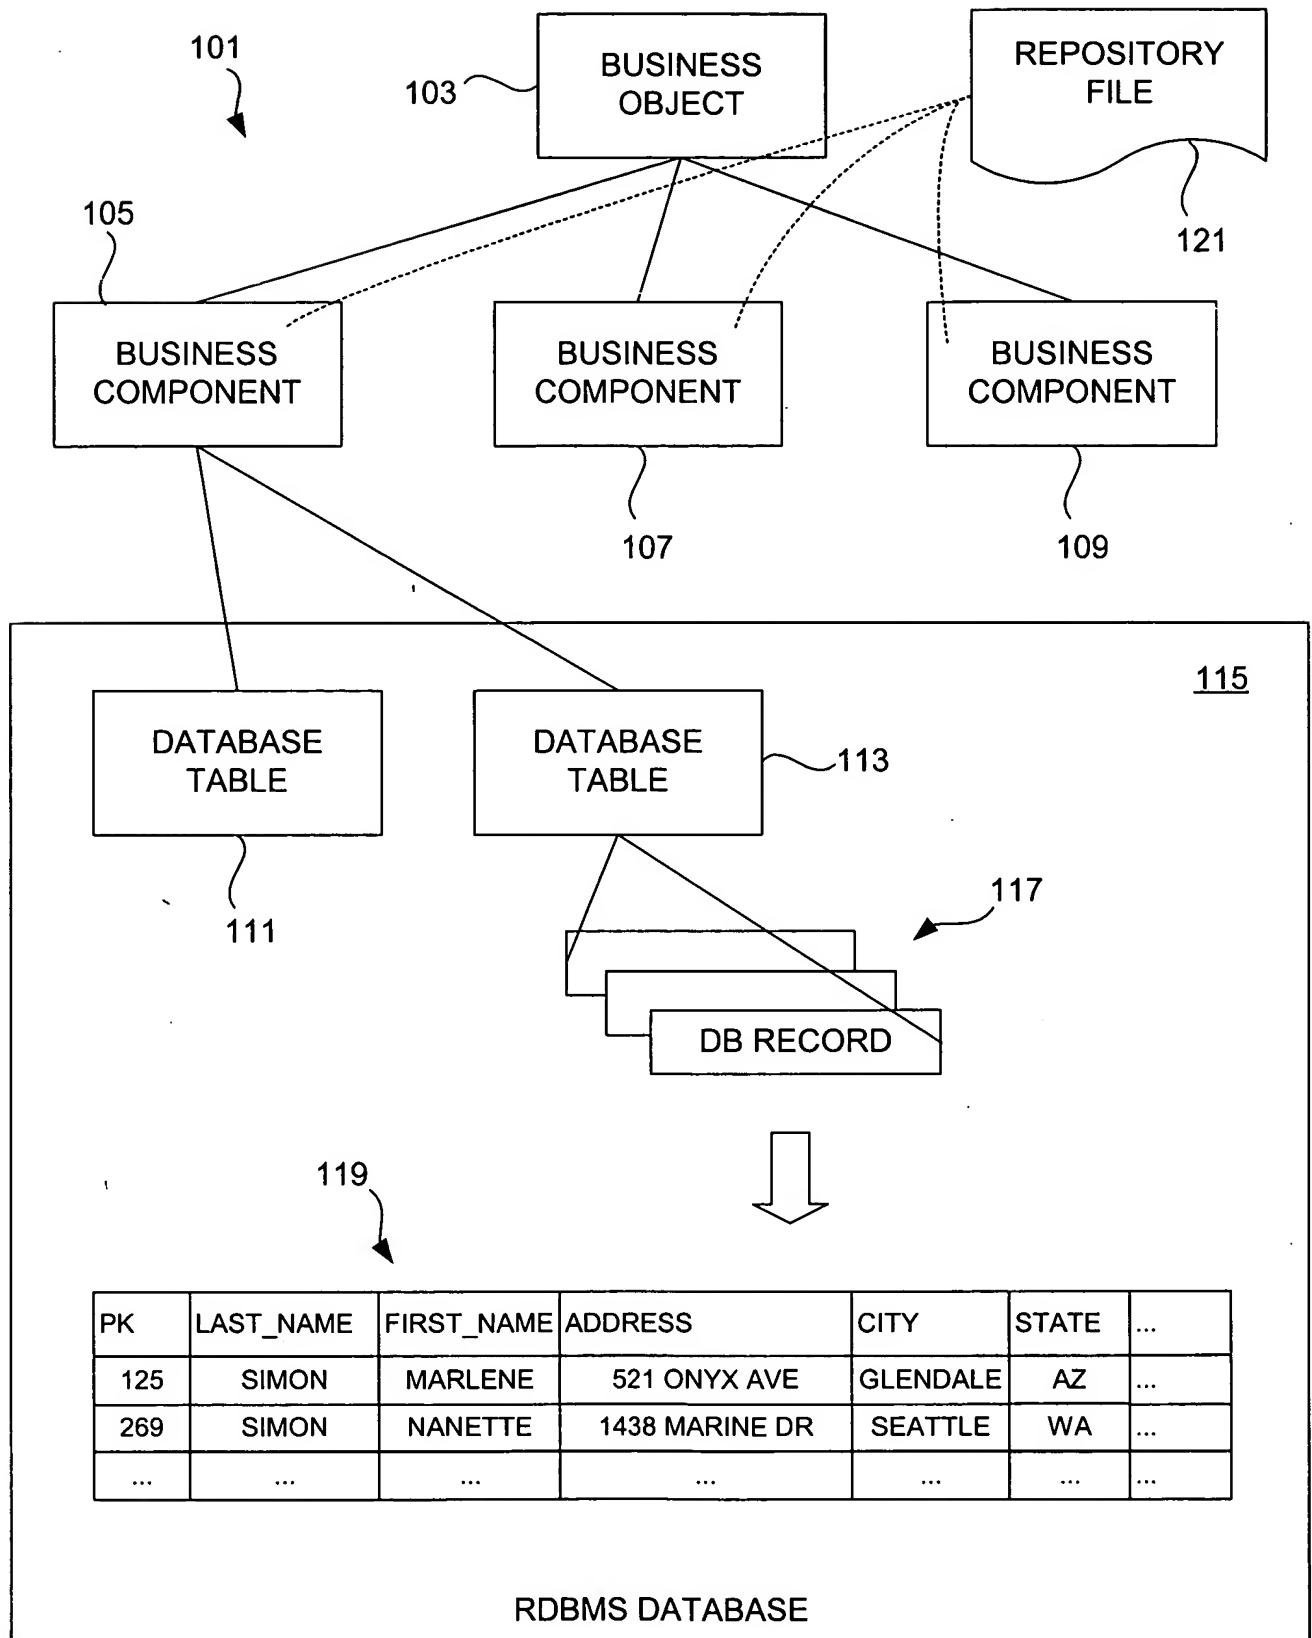 101
103
BUSINESS
OBJECT
REPOSITORY
FILE
121
105
BUSINESS
COMPONENT
BUSINESS
COMPONENT
BUSINESS
COMPONENT
107
109
115
DATABASE
TABLE
DATABASE
TABLE
113
111
117
DB RECORD
119
PK LAST_NAME FIRST_NAME ADDRESS CITY STATE ...
125 SIMON MARLENE 521 ONYX AVE GLENDALE AZ ...
269 SIMON NANETTE 1438 MARINE DR SEATTLE WA ...
... ... ... ... ... ... ...
RDBMS DATABASE